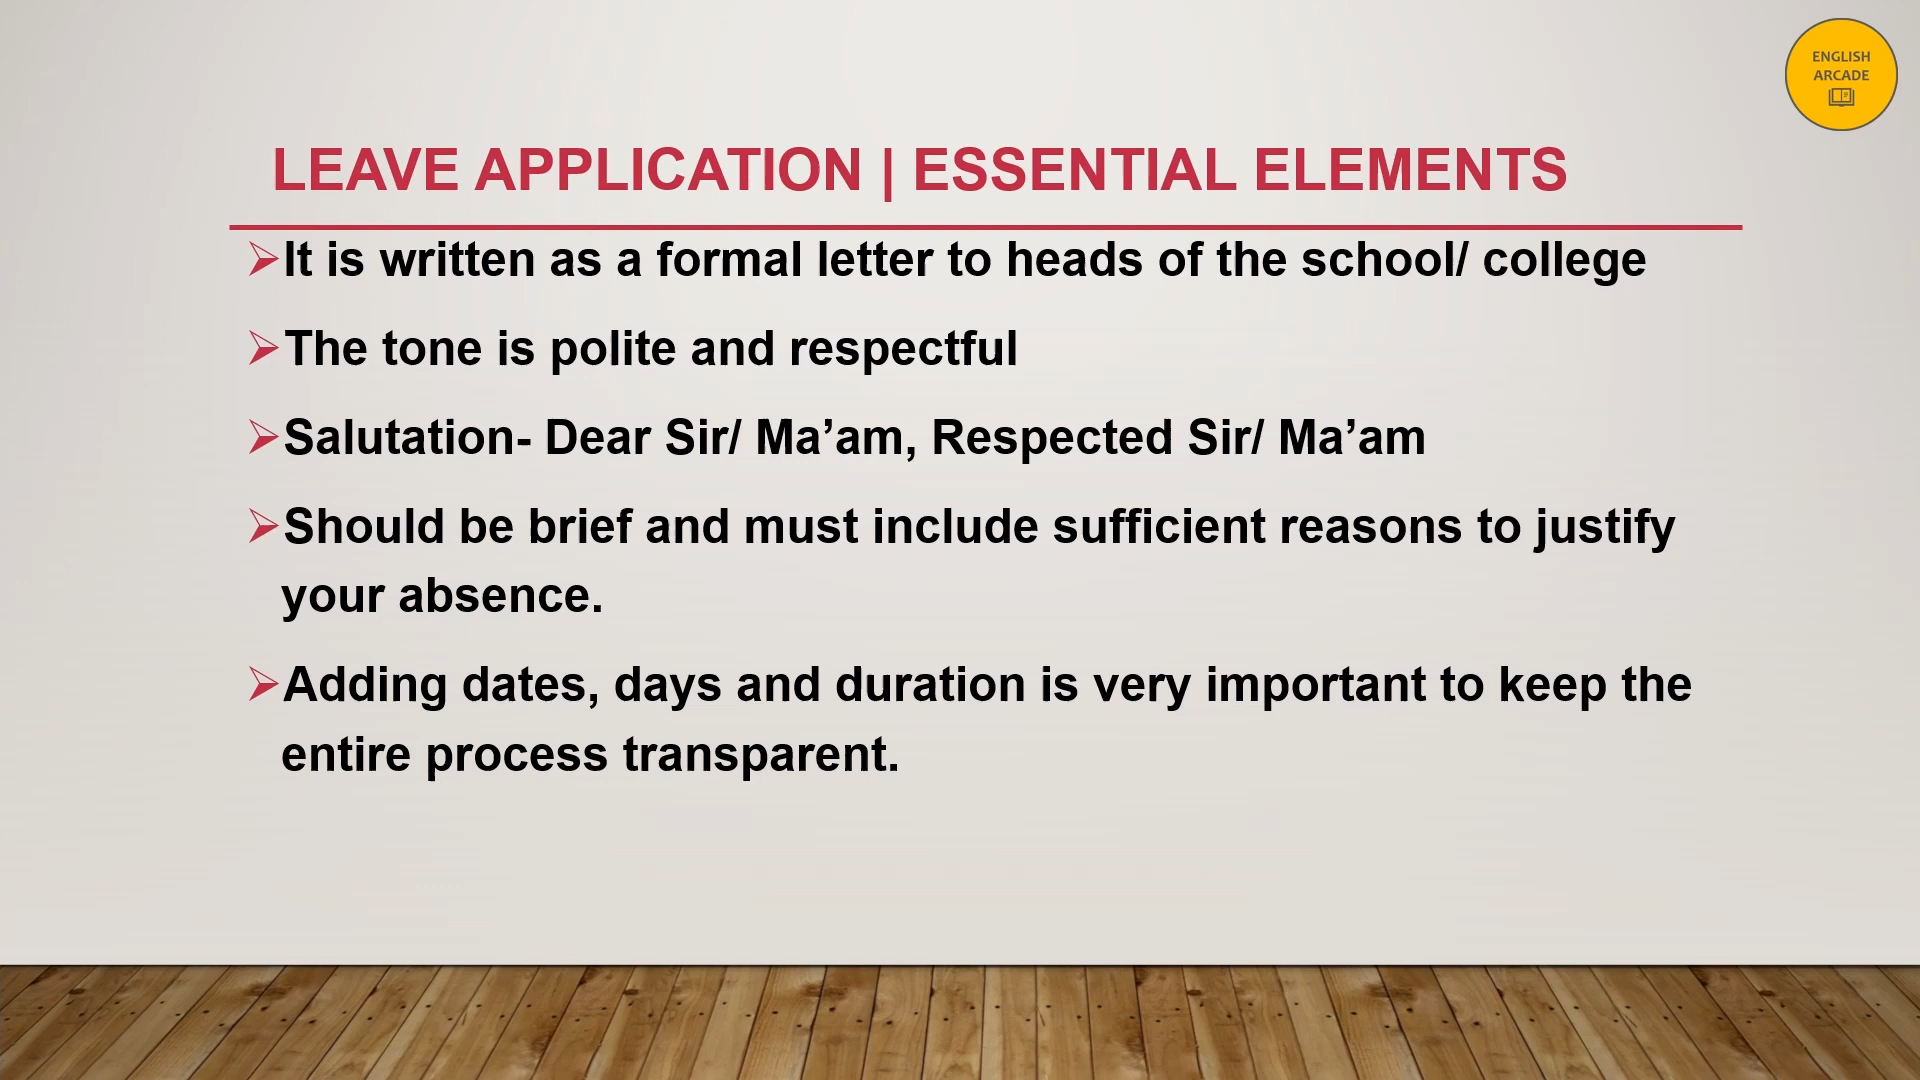 ENGLISH
ARCADE
LEAVE APPLICATION | ESSENTIAL ELEMENTS
➢It is written as a formal letter to heads of the school/ college
➢The tone is polite and respectful
➢Salutation- Dear Sir/ Ma’am, Respected Sir/ Ma’am
➢Should be brief and must include sufficient reasons to justify
your absence.
➢Adding dates, days and duration is very important to keep the
entire process transparent.